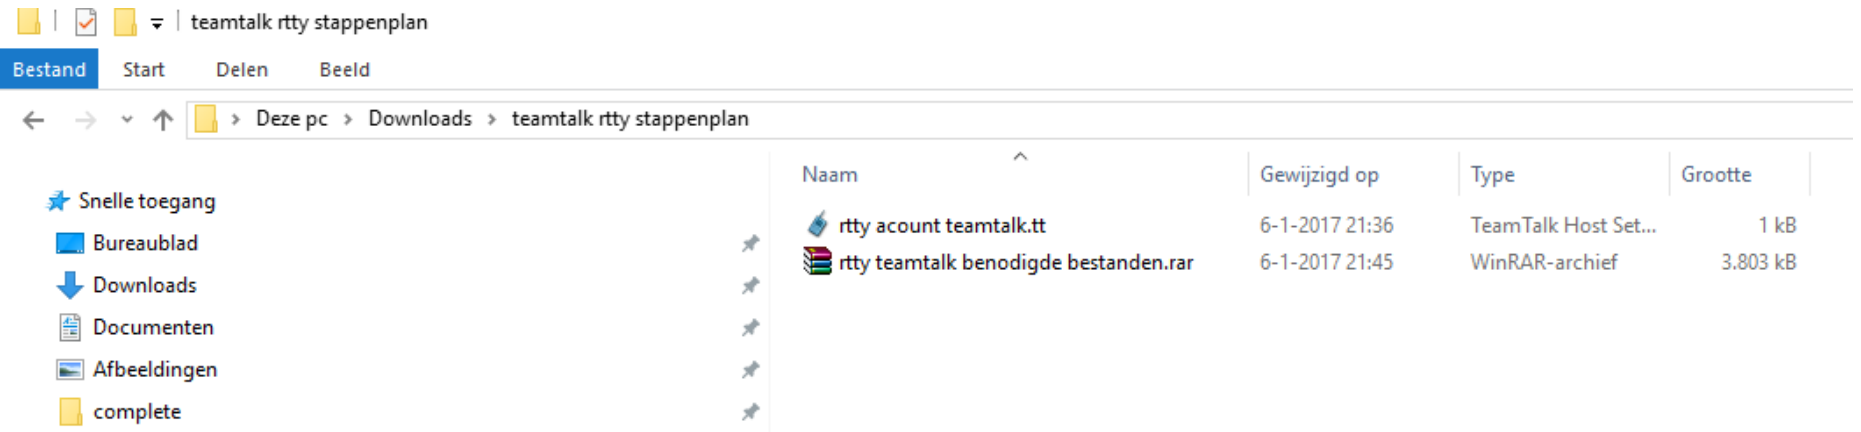 teamtalk rtty stappenplan
Bestand Start Delen Beeld
Deze pc > Downloads > teamtalk rtty stappenplan
Naam Gewijzigd op Type Grootte
Snelle toegang
rtty acount teamtalk.tt 6-1-2017 21:36 TeamTalk Host Set... 1 kB
Bureaublad
rtty teamtalk benodigde bestanden.rar 6-1-2017 21:45 WinRAR-archief 3.803 kB
Downloads
Documenten
Afbeeldingen
complete